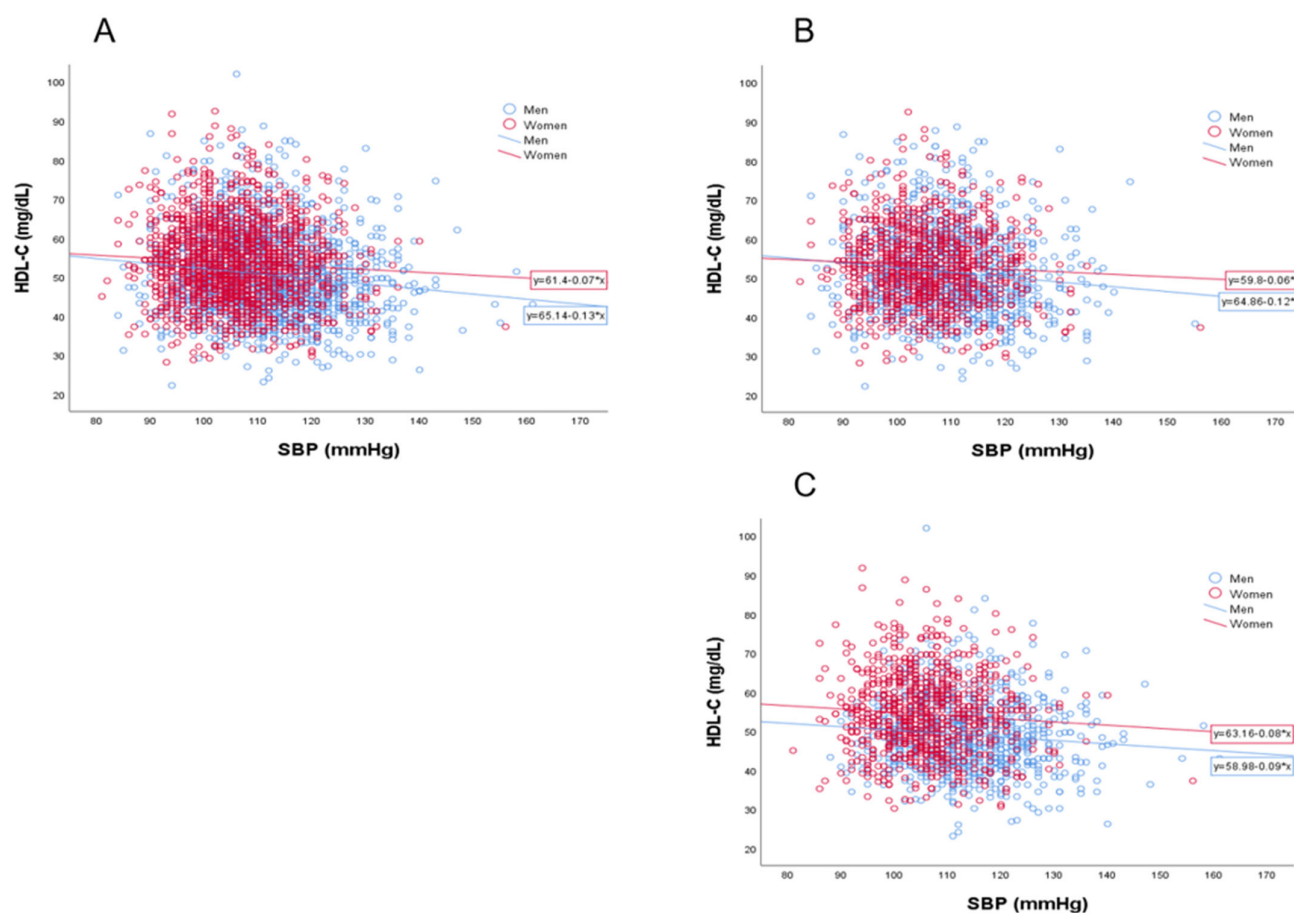 A
HDL-C (mg/dL)
100
90
80
70
60
50
40
30
20
Men
Women
Men
Women
y=61.4-0.07*x
y=65.14-0.13*x
80 90 100 110 120 130 140 150 160 170
SBP (mmHg)
B
HDL-C (mg/dL)
100
90
80
70
60
50
40
30
20
Men
Women
Men
Women
y=59.8-0.06*
y=64.86-0.12*
80 90 100 110 120 130 140 150 160 170
SBP (mmHg)
C
HDL-C (mg/dL)
100
90
80
70
60
50
40
30
20
Men
Women
Men
Women
y=63.16-0.08*x
y=58.98-0.09*x
80 90 100 110 120 130 140 150 160 170
SBP (mmHg)